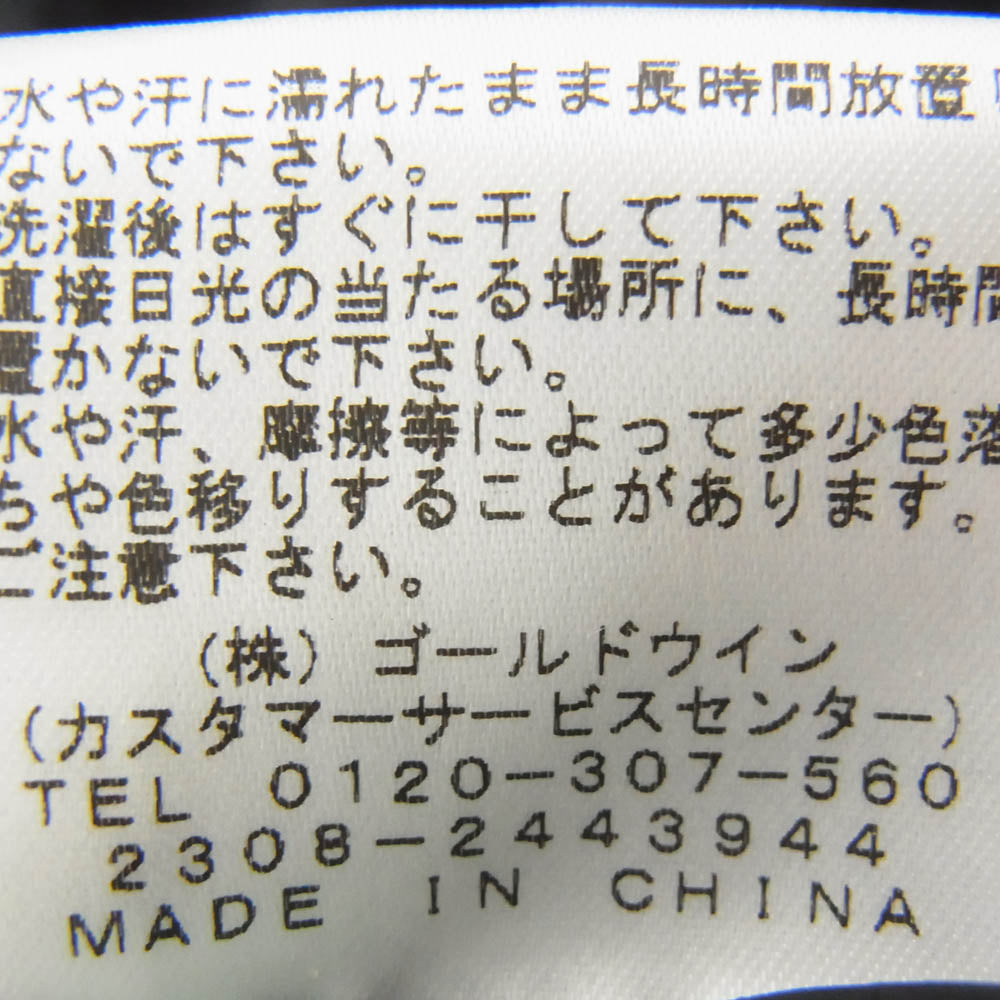 水や汗に濡れたまま長時間放置
ないで下さい。
洗濯後はすぐに干して下さい。
直接日光の当たる場所に、長時間
置かないで下さい。
水や汗、摩擦等によって多少色落
ちや色移りすることがあります。
ご注意下さい。
(株) ゴールドウイン
(カスタマーサービスセンター)
TEL 0120-307-560
2308-2443944
MADE IN CHINA